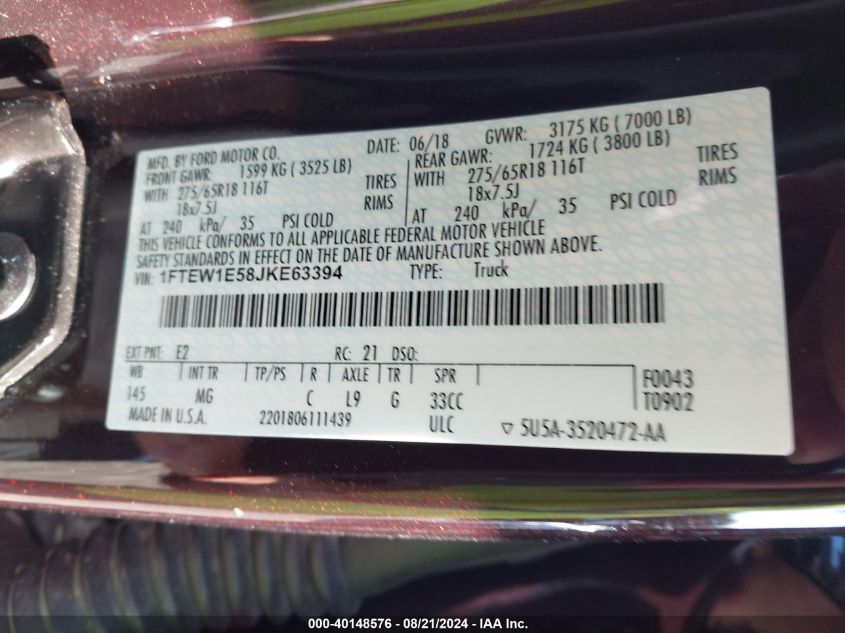 MFD. BY FORD MOTOR CO.
DATE: 06/18 GVWR: 3175 KG ( 7000 LB)
FRONT GAWR: 1599 KG ( 3525 LB)
WITH 275/65R18 116T TIRES
18x7.5J RIMS
AT 240 kPa/ 35 PSI COLD
REAR GAWR: 1724 KG ( 3800 LB)
WITH 275/65R18 116T TIRES
18x7.5J RIMS
AT 240 kPa/ 35 PSI COLD
THIS VEHICLE CONFORMS TO ALL APPLICABLE FEDERAL MOTOR VEHICLE
SAFETY STANDARDS IN EFFECT ON THE DATE OF MANUFACTURE SHOWN ABOVE.
VIN: 1FTEW1E58JKE63394 TYPE: Truck
EXT PNT: E2 RC: 21 DSO:
WB INT TR TP/PS R AXLE TR SPR
145 MG C L9 G 33CC
F0043
T0902
MADE IN U.S.A. 2201806111439 ULC ▽ 5U5A-3520472-AA
000-40148576 - 08/21/2024 - IAA Inc.